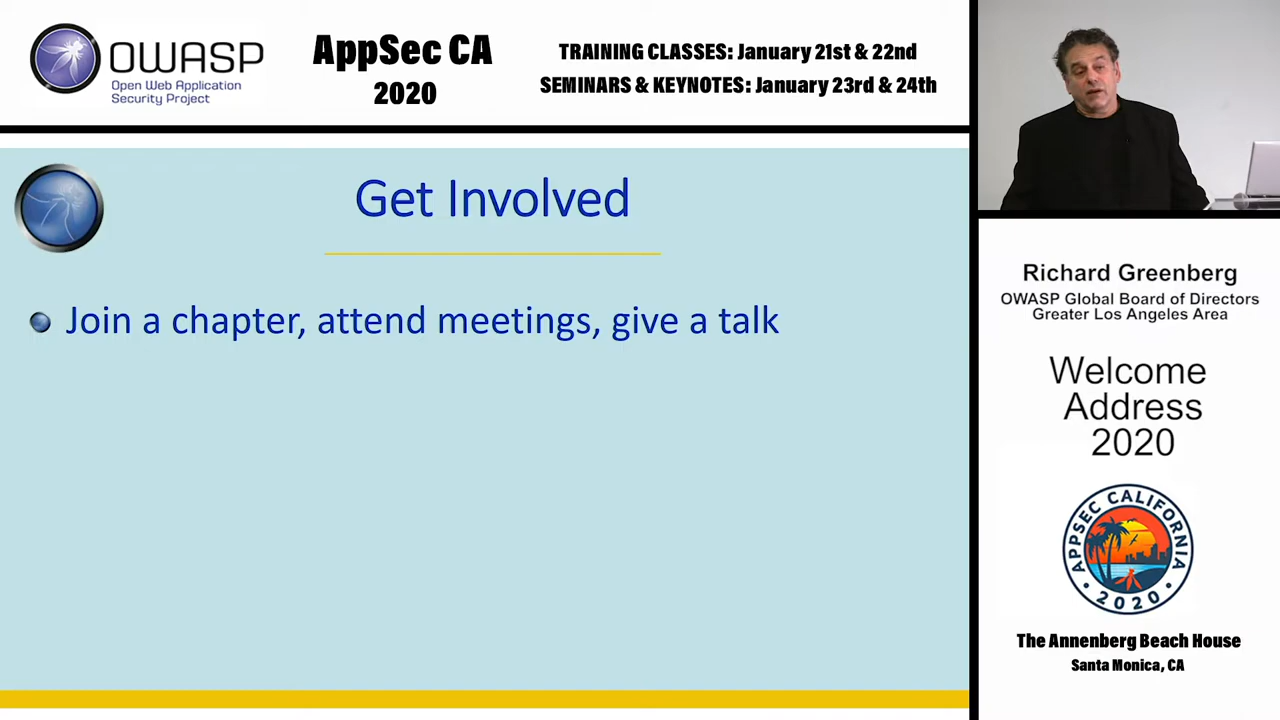 OWASP
Open Web Application
Security Project
AppSec CA
2020
TRAINING CLASSES: January 21st & 22nd
SEMINARS & KEYNOTES: January 23rd & 24th
Get Involved
Join a chapter, attend meetings, give a talk
Richard Greenberg
OWASP Global Board of Directors
Greater Los Angeles Area
Welcome
Address
2020
APPSEC CALIFORNIA
• 2020 •
The Annenberg Beach House
Santa Monica, CA